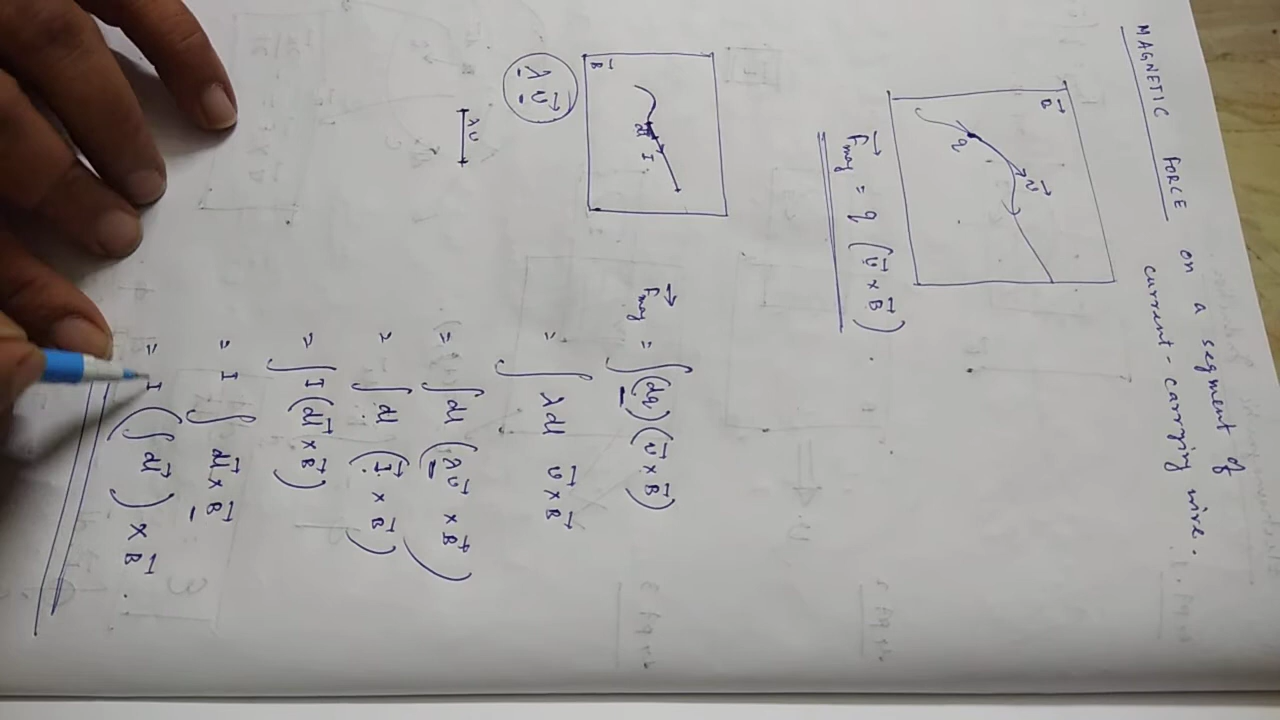 MAGNETIC FORCE on a segment of
current-carrying wire.
B⃗
q
v⃗
F⃗mag = q (v⃗ × B⃗)
B⃗
dl
I
F⃗mag = ∫(dq)(v⃗ × B⃗)
λv⃗
= ∫ λdl v⃗ × B⃗
λv
= ∫dl (λv⃗ × B⃗)
= ∫dl (I⃗ × B⃗)
= ∫ I(dl⃗ × B⃗)
= I ∫ dl⃗ × B⃗
= I (∫ dl⃗) × B⃗ .